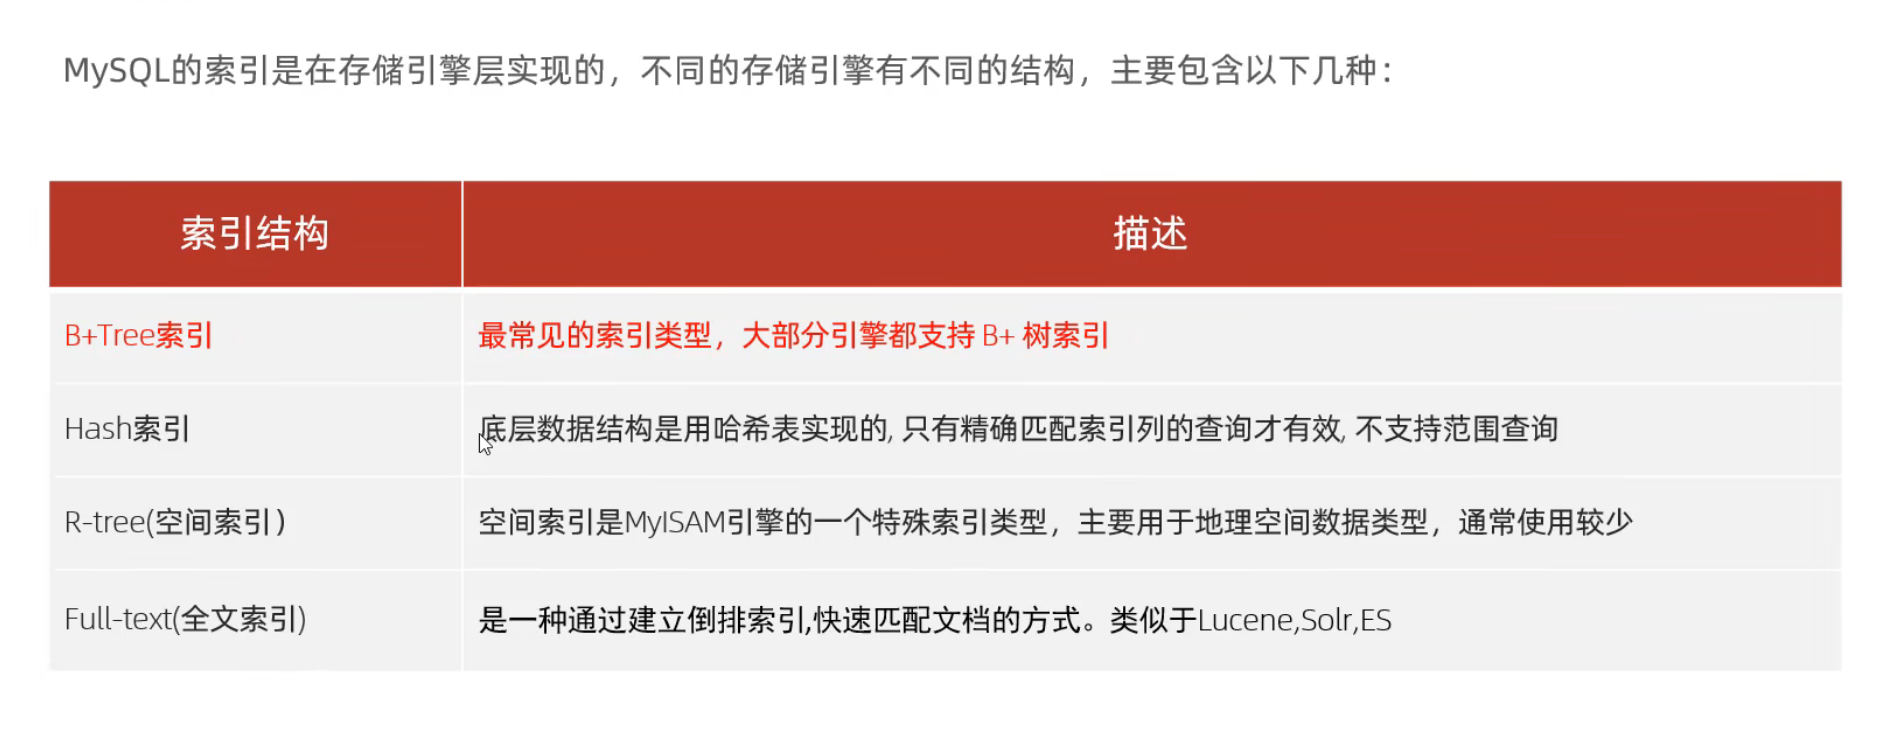 MySQL的索引是在存储引擎层实现的，不同的存储引擎有不同的结构，主要包含以下几种：
索引结构 描述
B+Tree索引 最常见的索引类型，大部分引擎都支持 B+ 树索引
Hash索引 底层数据结构是用哈希表实现的, 只有精确匹配索引列的查询才有效, 不支持范围查询
R-tree(空间索引） 空间索引是MyISAM引擎的一个特殊索引类型，主要用于地理空间数据类型，通常使用较少
Full-text(全文索引) 是一种通过建立倒排索引,快速匹配文档的方式。类似于Lucene,Solr,ES